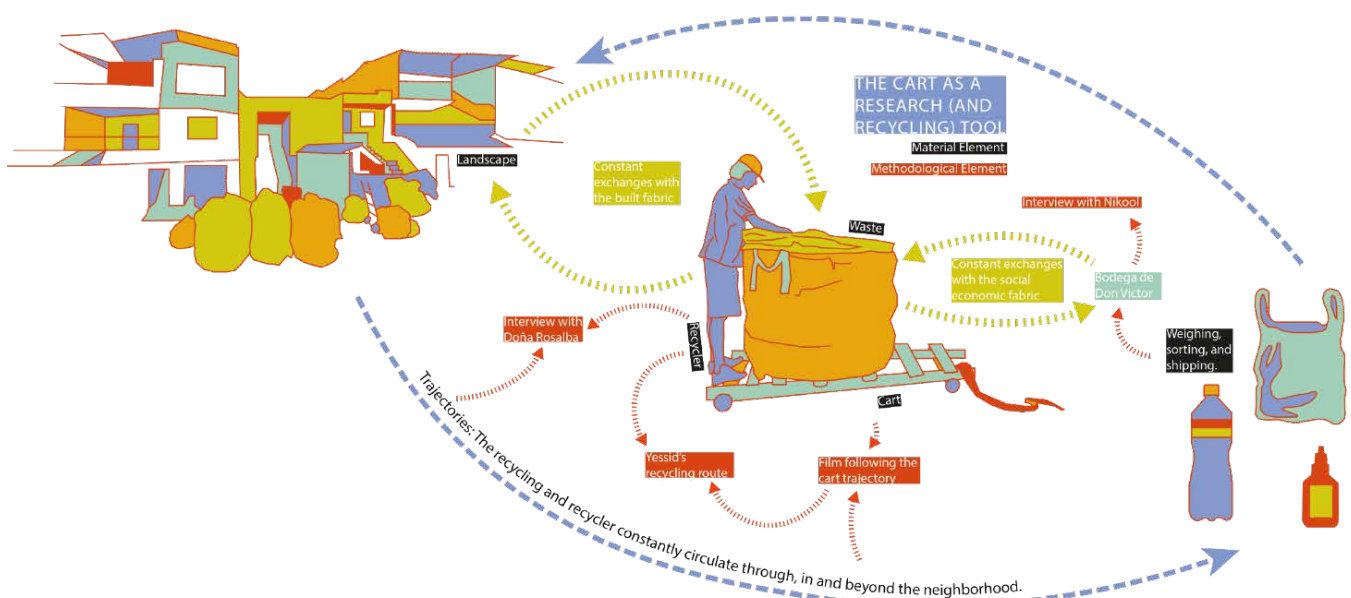 THE CART AS A
RESEARCH (AND
RECYCLING) TOOL
Material Element
Methodological Element
Landscape
Constant
exchanges with
the built fabric
Waste
Interview with Nikool
Constant exchanges
with the social
economic fabric
Bodega de
Don Victor
Interview with
Doña Rosalba
Recycler
Weighing,
sorting, and
shipping.
M
Cart
Yessid's
recycling route
Film following the
cart trajectory
Trajectories: The recycling and recycler constantly circulate through, in and beyond the neighborhood.